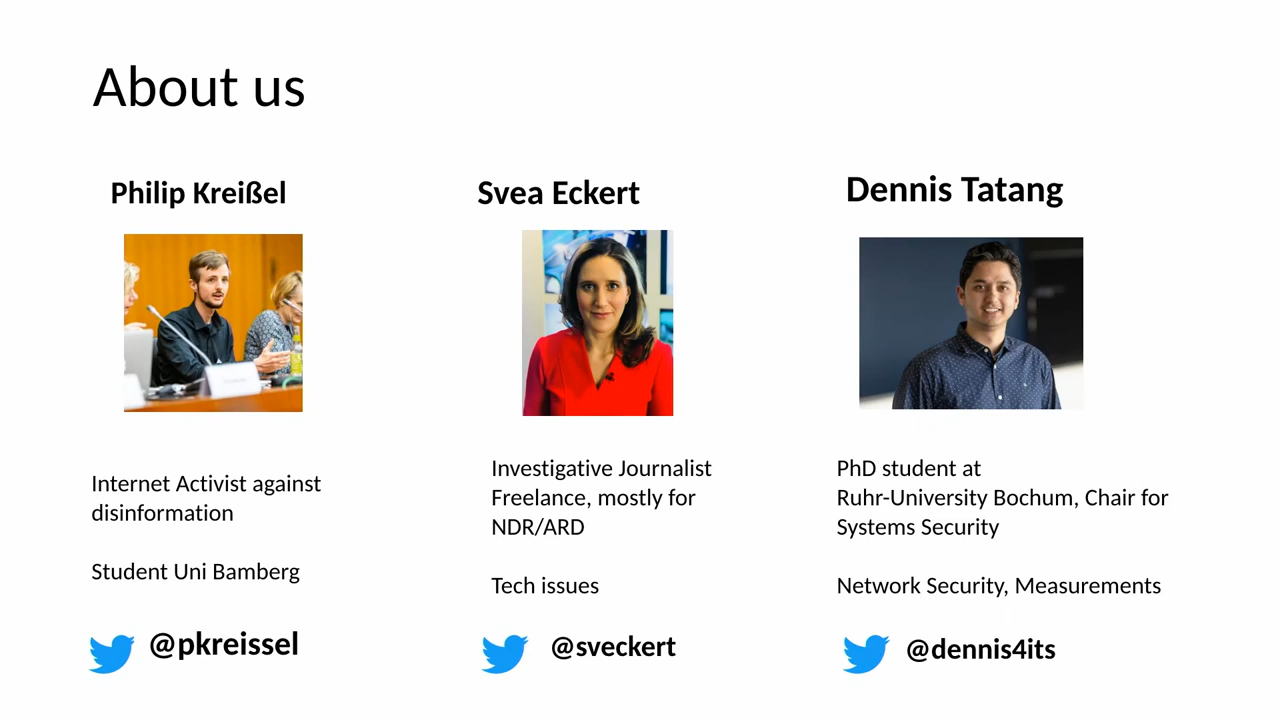 About us
Philip Kreißel
Internet Activist against
disinformation
Student Uni Bamberg
@pkreissel
Svea Eckert
Investigative Journalist
Freelance, mostly for
NDR/ARD
Tech issues
@sveckert
Dennis Tatang
PhD student at
Ruhr-University Bochum, Chair for
Systems Security
Network Security, Measurements
@dennis4its